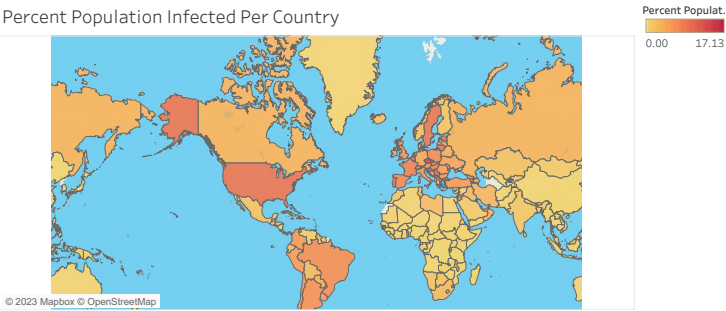 Percent Population Infected Per Country
Percent Populat.
0.00 17.13
© 2023 Mapbox © OpenStreetMap